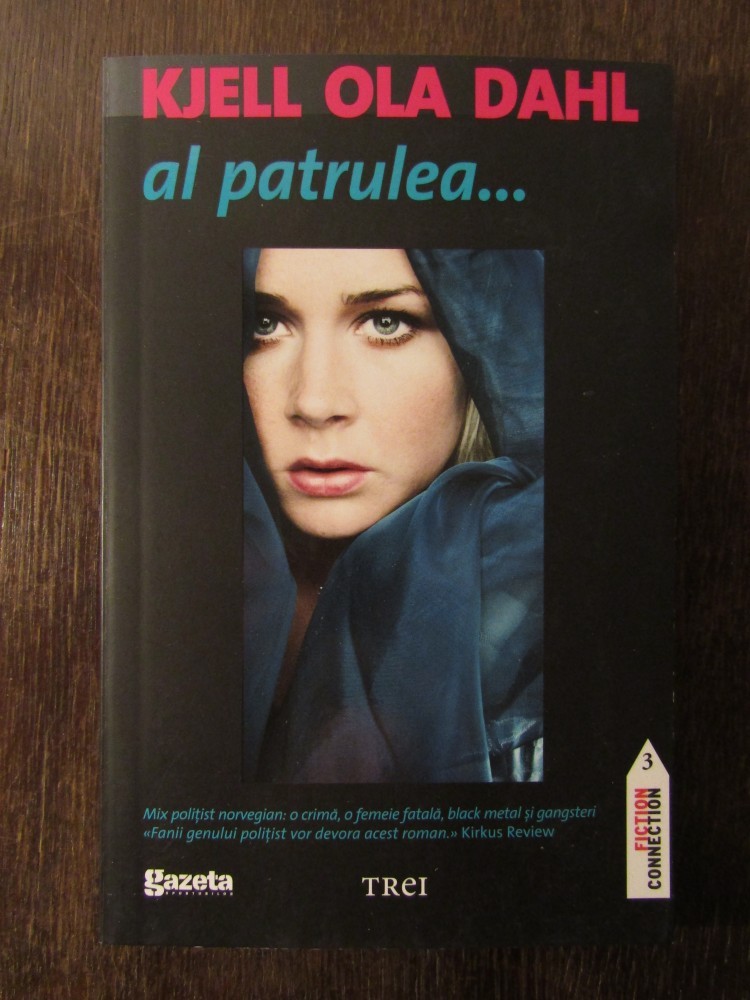 KJELL OLA DAHL
al patrulea...
Mix polițist norvegian: o crimă, o femeie fatală, black metal și gangsteri
«Fanii genului polițist vor devora acest roman.» Kirkus Review
gazeta
SPORTURILOR
TREI
3
FICTION
CONNECTION